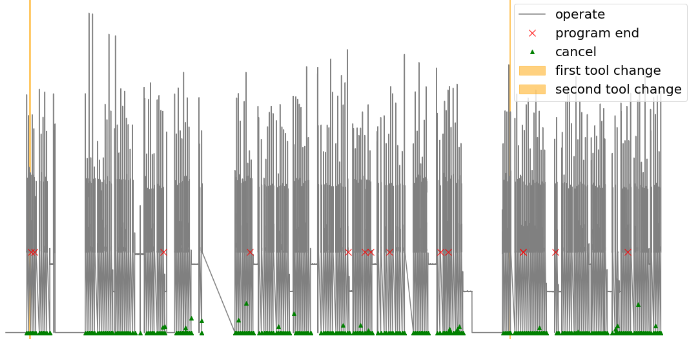 operate
program end
cancel
first tool change
second tool change